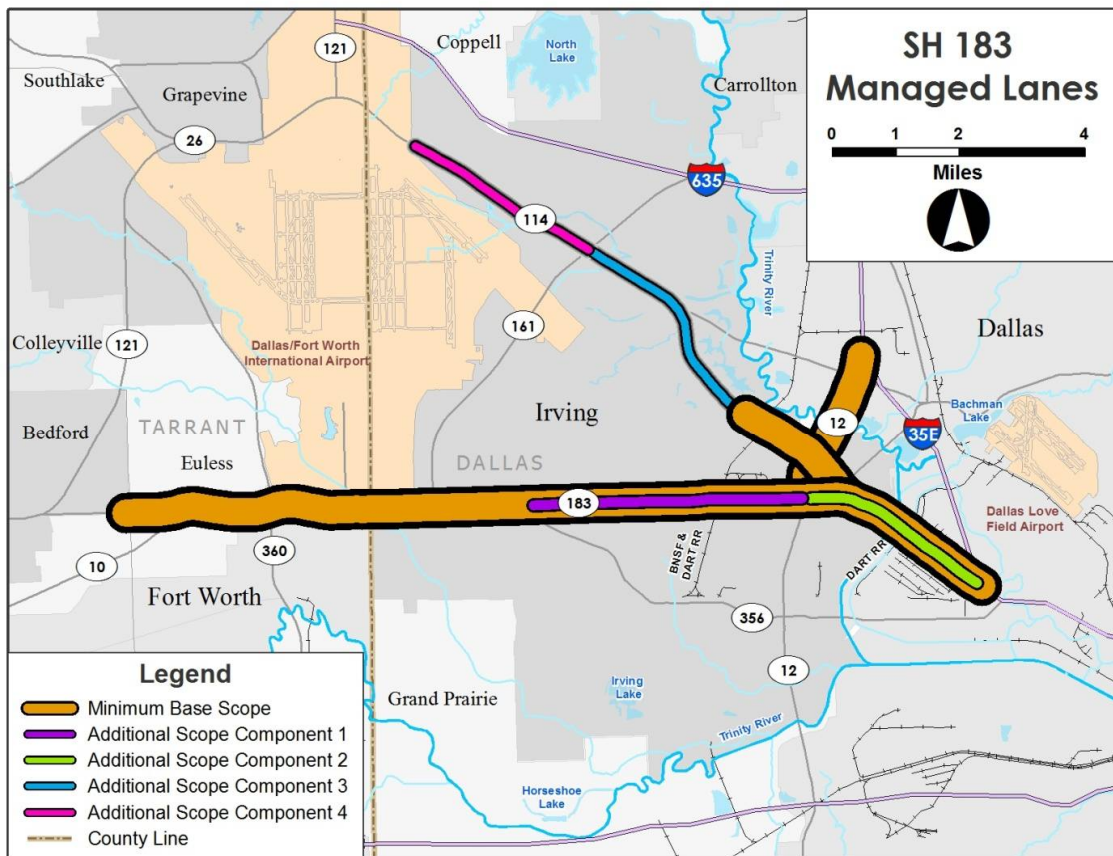 SH 183
Managed Lanes
0 1 2 4
Miles
Southlake
Grapevine
121
Coppell
North
Lake
Carrollton
26
635
114
Trinity River
161
Dallas
Colleyville
121
Dallas/Fort Worth
International Airport
Bachman
Lake
Irving
12
35E
Bedford
TARRANT
Euless
DALLAS
183
Dallas Love
Field Airport
10
360
BNSF &
DART RR
DART RR
Fort Worth
356
12
Grand Prairie
Irving
Lake
Trinity River
Horseshoe
Lake
Legend
Minimum Base Scope
Additional Scope Component 1
Additional Scope Component 2
Additional Scope Component 3
Additional Scope Component 4
County Line